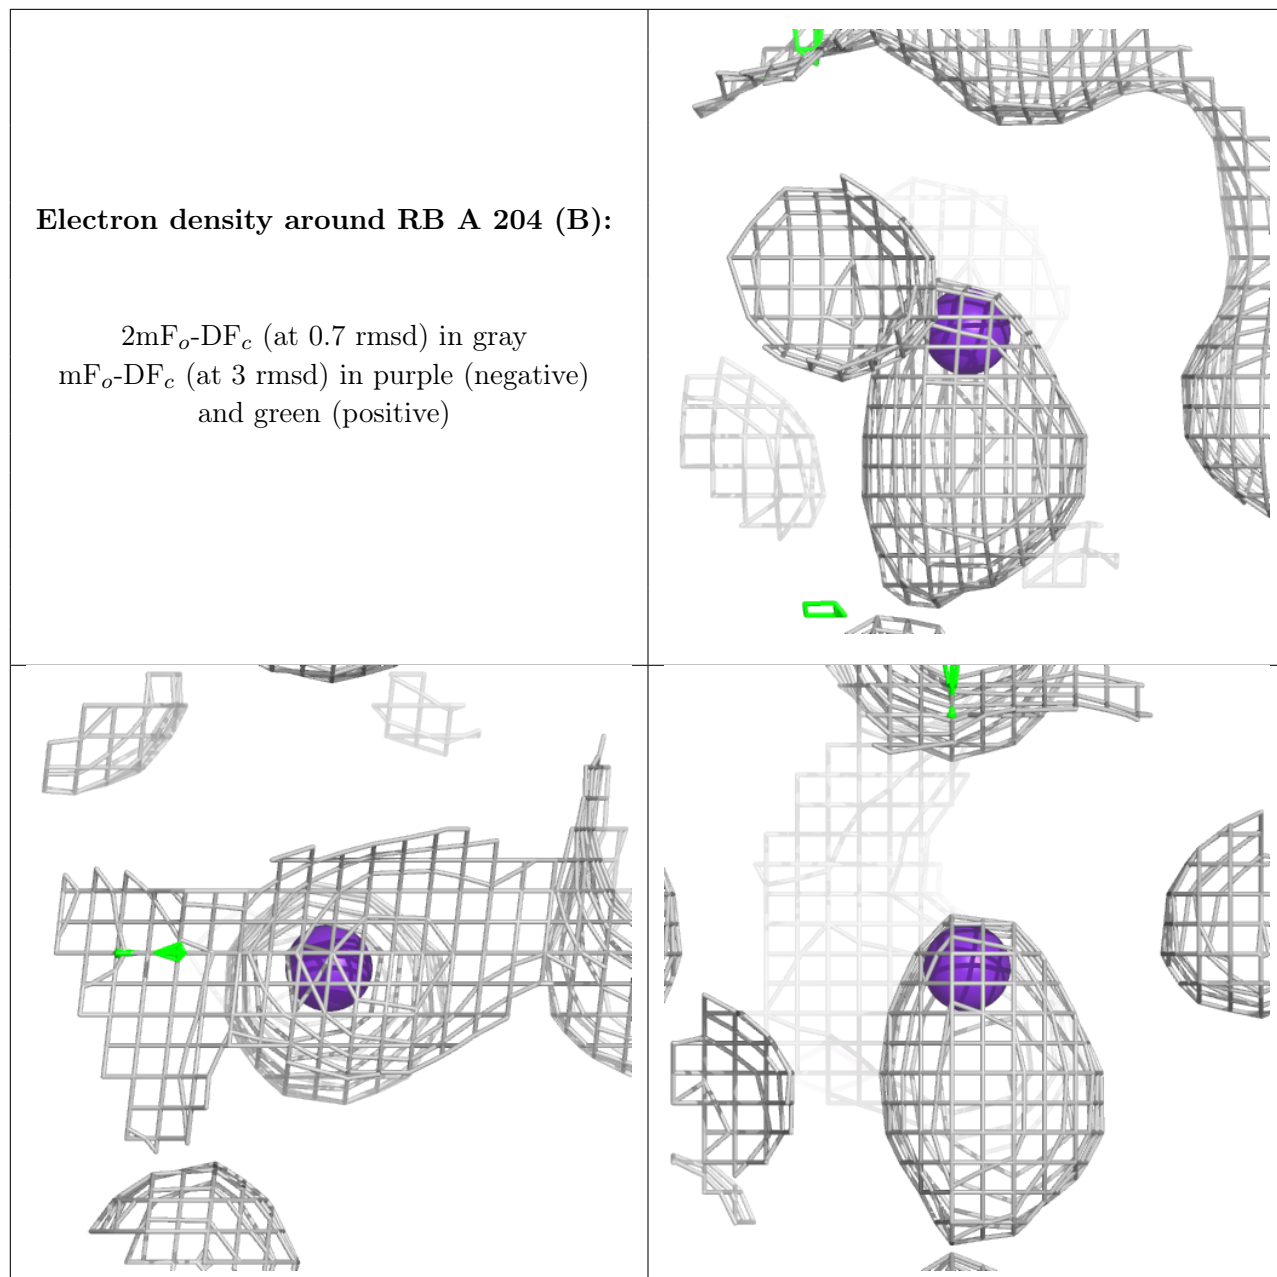 Electron density around RB A 204 (B):
2mFo-DFc (at 0.7 rmsd) in gray
mFo-DFc (at 3 rmsd) in purple (negative)
and green (positive)